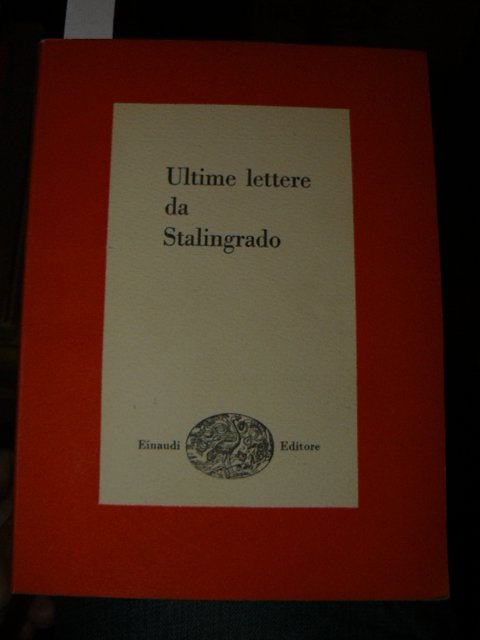 Ultime lettere
da
Stalingrado
Einaudi Editore